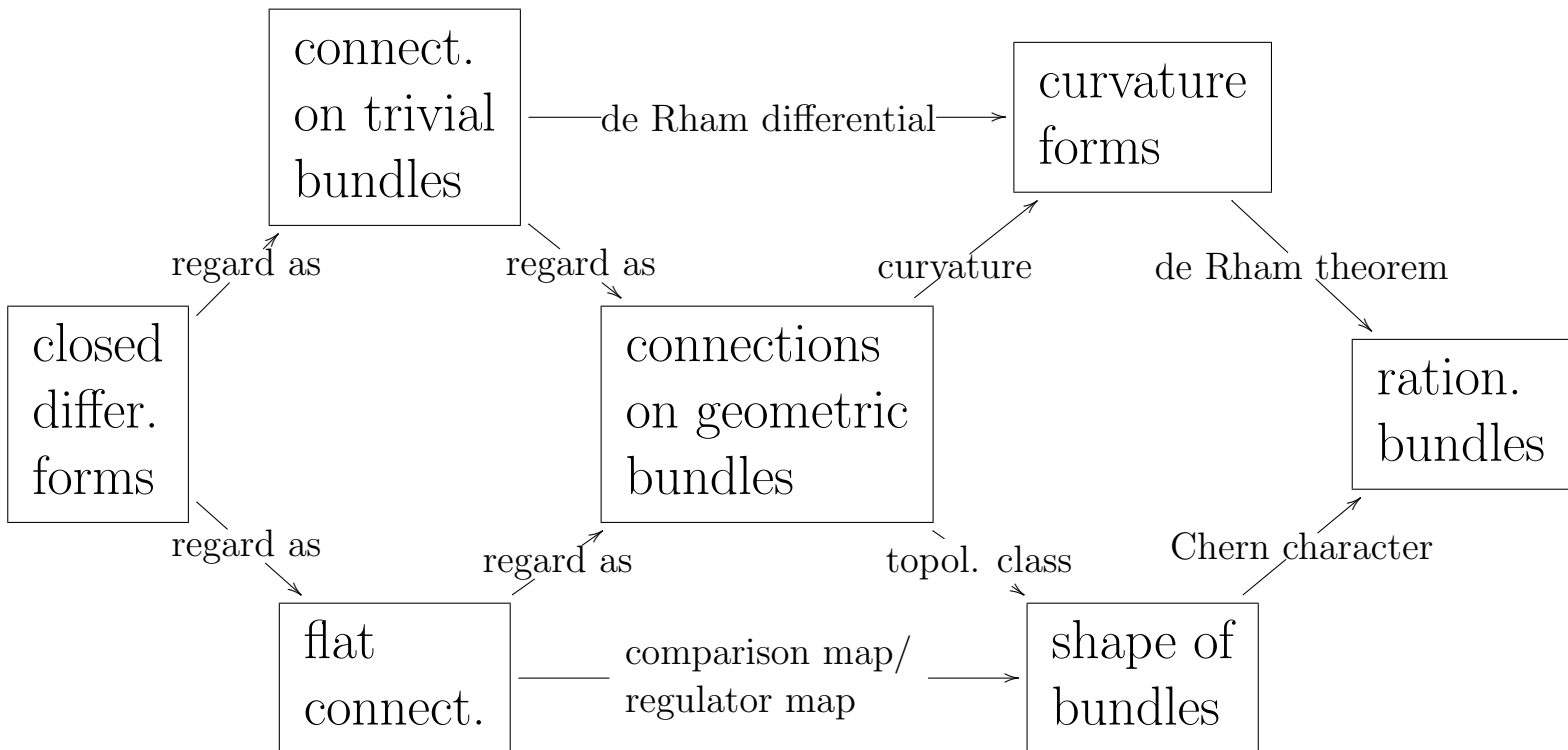 connect.
on trivial
bundles
de Rham differential
curvature
forms
regard as
regard as
curvature
de Rham theorem
closed
differ.
forms
connections
on geometric
bundles
ration.
bundles
regard as
regard as
topol. class
Chern character
flat
connect.
comparison map/
regulator map
shape of
bundles